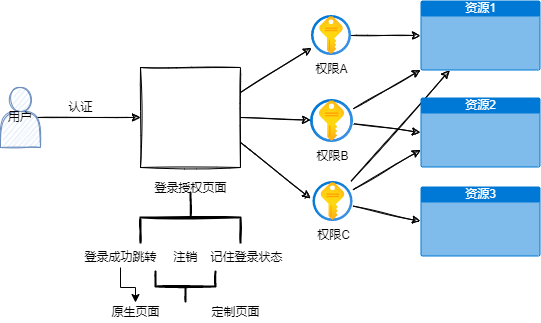 资源1
权限A
用户
认证
资源2
权限B
登录授权页面
资源3
权限C
登录成功跳转
注销
记住登录状态
原生页面
定制页面